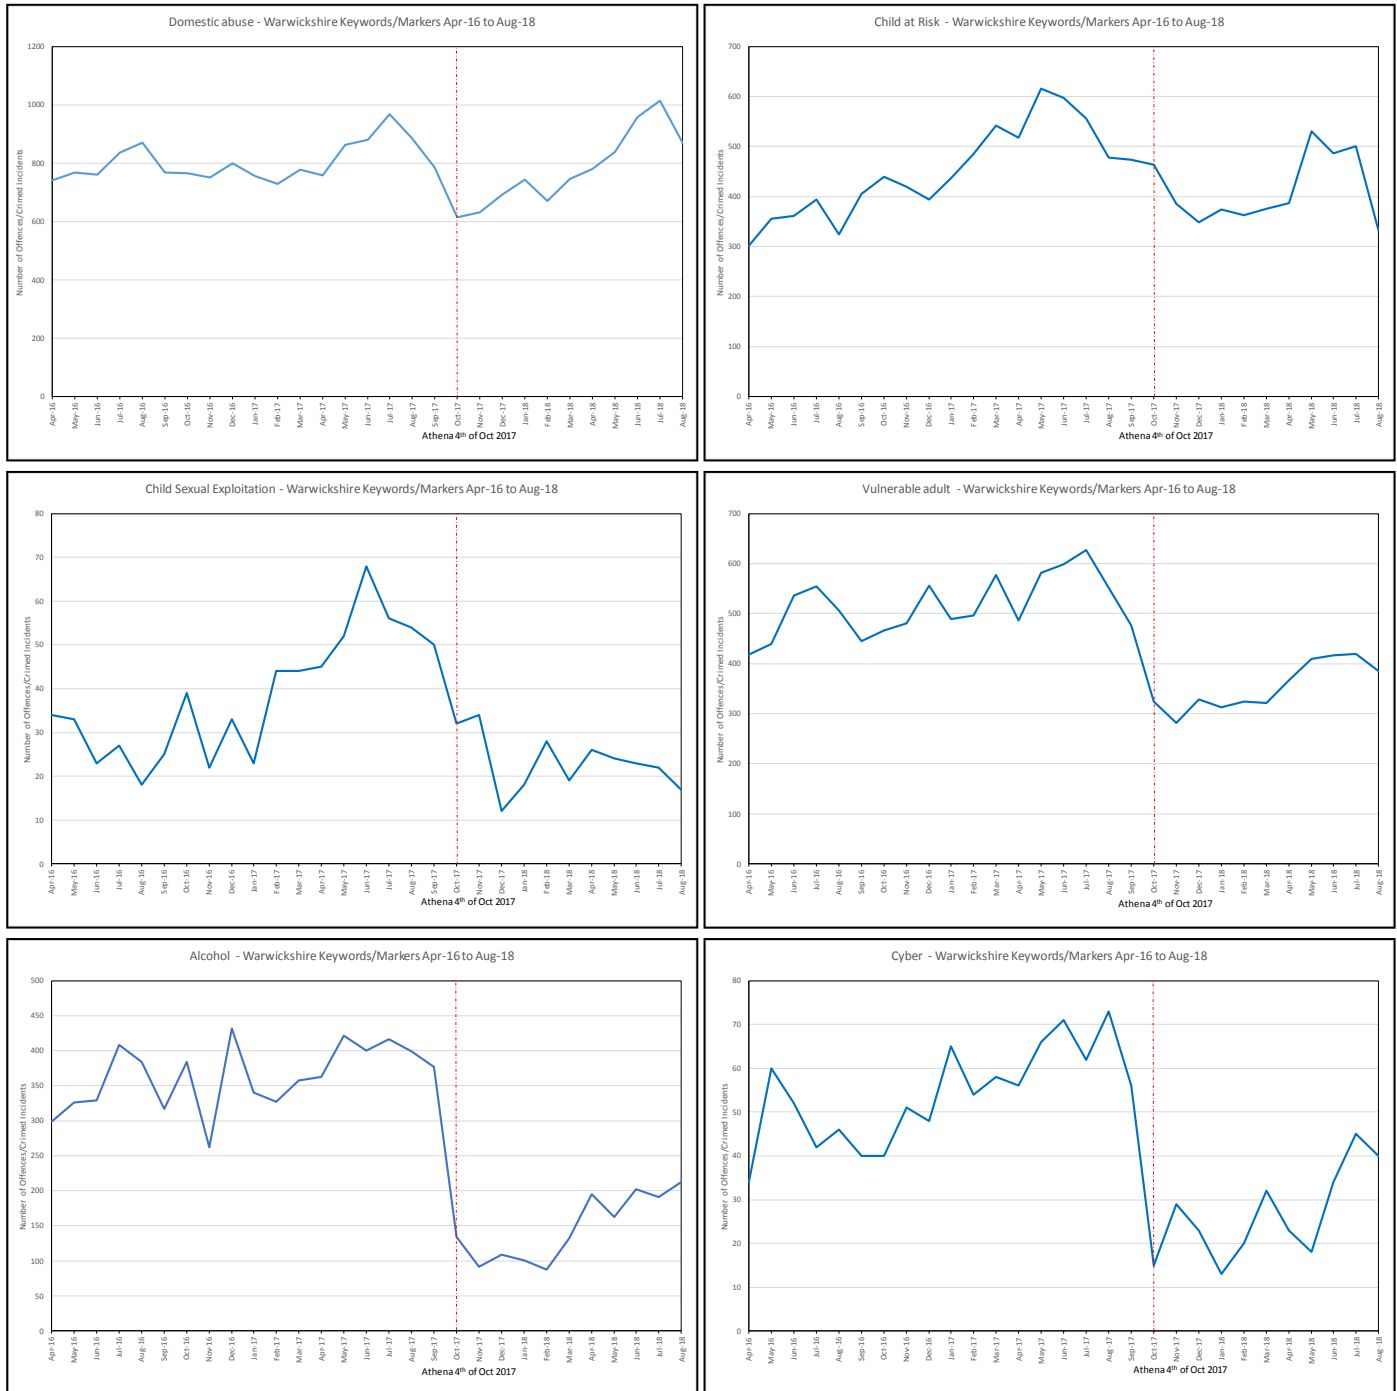 Domestic abuse - Warwickshire Keywords/Markers Apr-16 to Aug-18
Number of Offences/Crimed Incidents
1200
1000
800
600
400
200
0
Apr-16
May-16
Jun-16
Jul-16
Aug-16
Sep-16
Oct-16
Nov-16
Dec-16
Jan-17
Feb-17
Mar-17
Apr-17
May-17
Jun-17
Jul-17
Aug-17
Sep-17
Oct-17
Nov-17
Dec-17
Jan-18
Feb-18
Mar-18
Apr-18
May-18
Jun-18
Jul-18
Aug-18
Athena 4th of Oct 2017
Child at Risk - Warwickshire Keywords/Markers Apr-16 to Aug-18
Number of Offences/Crimed Incidents
700
600
500
400
300
200
100
0
Apr-16
May-16
Jun-16
Jul-16
Aug-16
Sep-16
Oct-16
Nov-16
Dec-16
Jan-17
Feb-17
Mar-17
Apr-17
May-17
Jun-17
Jul-17
Aug-17
Sep-17
Oct-17
Nov-17
Dec-17
Jan-18
Feb-18
Mar-18
Apr-18
May-18
Jun-18
Jul-18
Aug-18
Athena 4th of Oct 2017
Child Sexual Exploitation - Warwickshire Keywords/Markers Apr-16 to Aug-18
Number of Offences/Crimed Incidents
80
70
60
50
40
30
20
10
0
Apr-16
May-16
Jun-16
Jul-16
Aug-16
Sep-16
Oct-16
Nov-16
Dec-16
Jan-17
Feb-17
Mar-17
Apr-17
May-17
Jun-17
Jul-17
Aug-17
Sep-17
Oct-17
Nov-17
Dec-17
Jan-18
Feb-18
Mar-18
Apr-18
May-18
Jun-18
Jul-18
Aug-18
Athena 4th of Oct 2017
Vulnerable adult - Warwickshire Keywords/Markers Apr-16 to Aug-18
Number of Offences/Crimed Incidents
700
600
500
400
300
200
100
0
Apr-16
May-16
Jun-16
Jul-16
Aug-16
Sep-16
Oct-16
Nov-16
Dec-16
Jan-17
Feb-17
Mar-17
Apr-17
May-17
Jun-17
Jul-17
Aug-17
Sep-17
Oct-17
Nov-17
Dec-17
Jan-18
Feb-18
Mar-18
Apr-18
May-18
Jun-18
Jul-18
Aug-18
Athena 4th of Oct 2017
Alcohol - Warwickshire Keywords/Markers Apr-16 to Aug-18
Number of Offences/Crimed Incidents
500
450
400
350
300
250
200
150
100
50
0
Apr-16
May-16
Jun-16
Jul-16
Aug-16
Sep-16
Oct-16
Nov-16
Dec-16
Jan-17
Feb-17
Mar-17
Apr-17
May-17
Jun-17
Jul-17
Aug-17
Sep-17
Oct-17
Nov-17
Dec-17
Jan-18
Feb-18
Mar-18
Apr-18
May-18
Jun-18
Jul-18
Aug-18
Athena 4th of Oct 2017
Cyber - Warwickshire Keywords/Markers Apr-16 to Aug-18
Number of Offences/Crimed Incidents
80
70
60
50
40
30
20
10
0
Apr-16
May-16
Jun-16
Jul-16
Aug-16
Sep-16
Oct-16
Nov-16
Dec-16
Jan-17
Feb-17
Mar-17
Apr-17
May-17
Jun-17
Jul-17
Aug-17
Sep-17
Oct-17
Nov-17
Dec-17
Jan-18
Feb-18
Mar-18
Apr-18
May-18
Jun-18
Jul-18
Aug-18
Athena 4th of Oct 2017